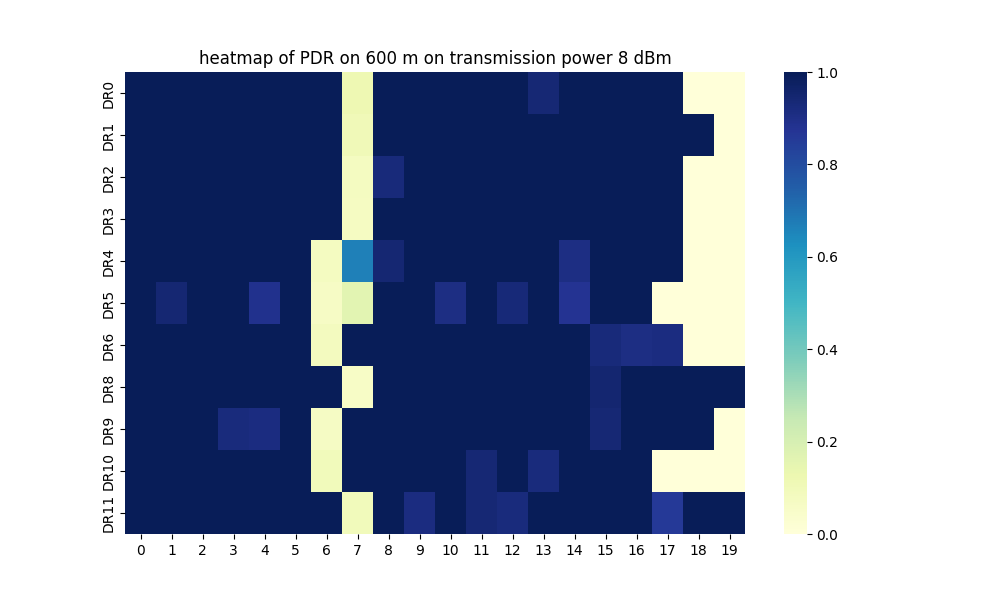 heatmap of PDR on 600 m on transmission power 8 dBm
DR0
DR1
DR2
DR3
DR4
DR5
DR6
DR8
DR9
DR10
DR11
0 1 2 3 4 5 6 7 8 9 10 11 12 13 14 15 16 17 18 19
1.0
0.8
0.6
0.4
0.2
0.0